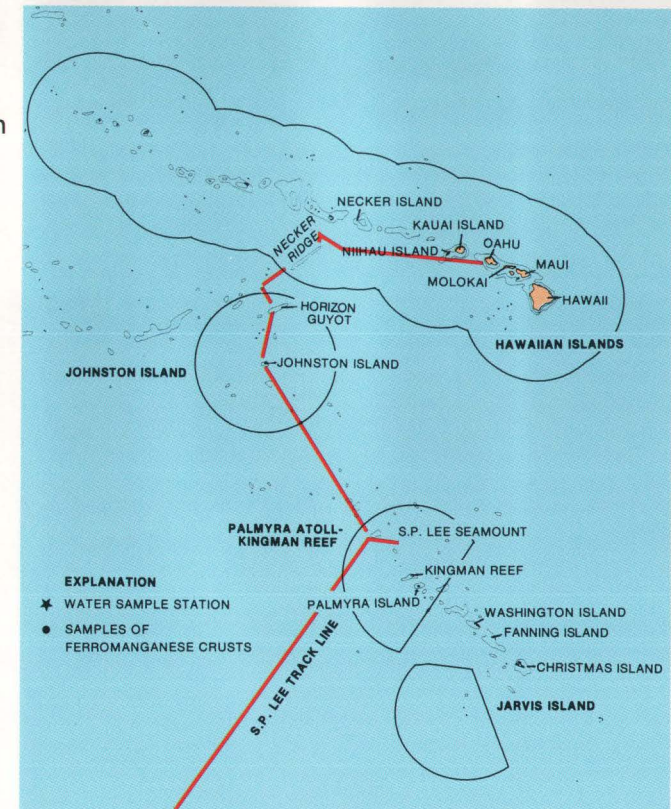 n
NECKER ISLAND
KAUAI ISLAND
NECKER
RIDGE
NIIHAU ISLAND
OAHU
MAUI
MOLOKAI
HAWAII
HORIZON
GUYOT
HAWAIIAN ISLANDS
JOHNSTON ISLAND
JOHNSTON ISLAND
PALMYRA ATOLL-
KINGMAN REEF
S.P. LEE SEAMOUNT
EXPLANATION
KINGMAN REEF
★ WATER SAMPLE STATION
PALMYRA ISLAND
WASHINGTON ISLAND
• SAMPLES OF
FERROMANGANESE CRUSTS
FANNING ISLAND
S.P. LEE TRACK LINE
CHRISTMAS ISLAND
JARVIS ISLAND